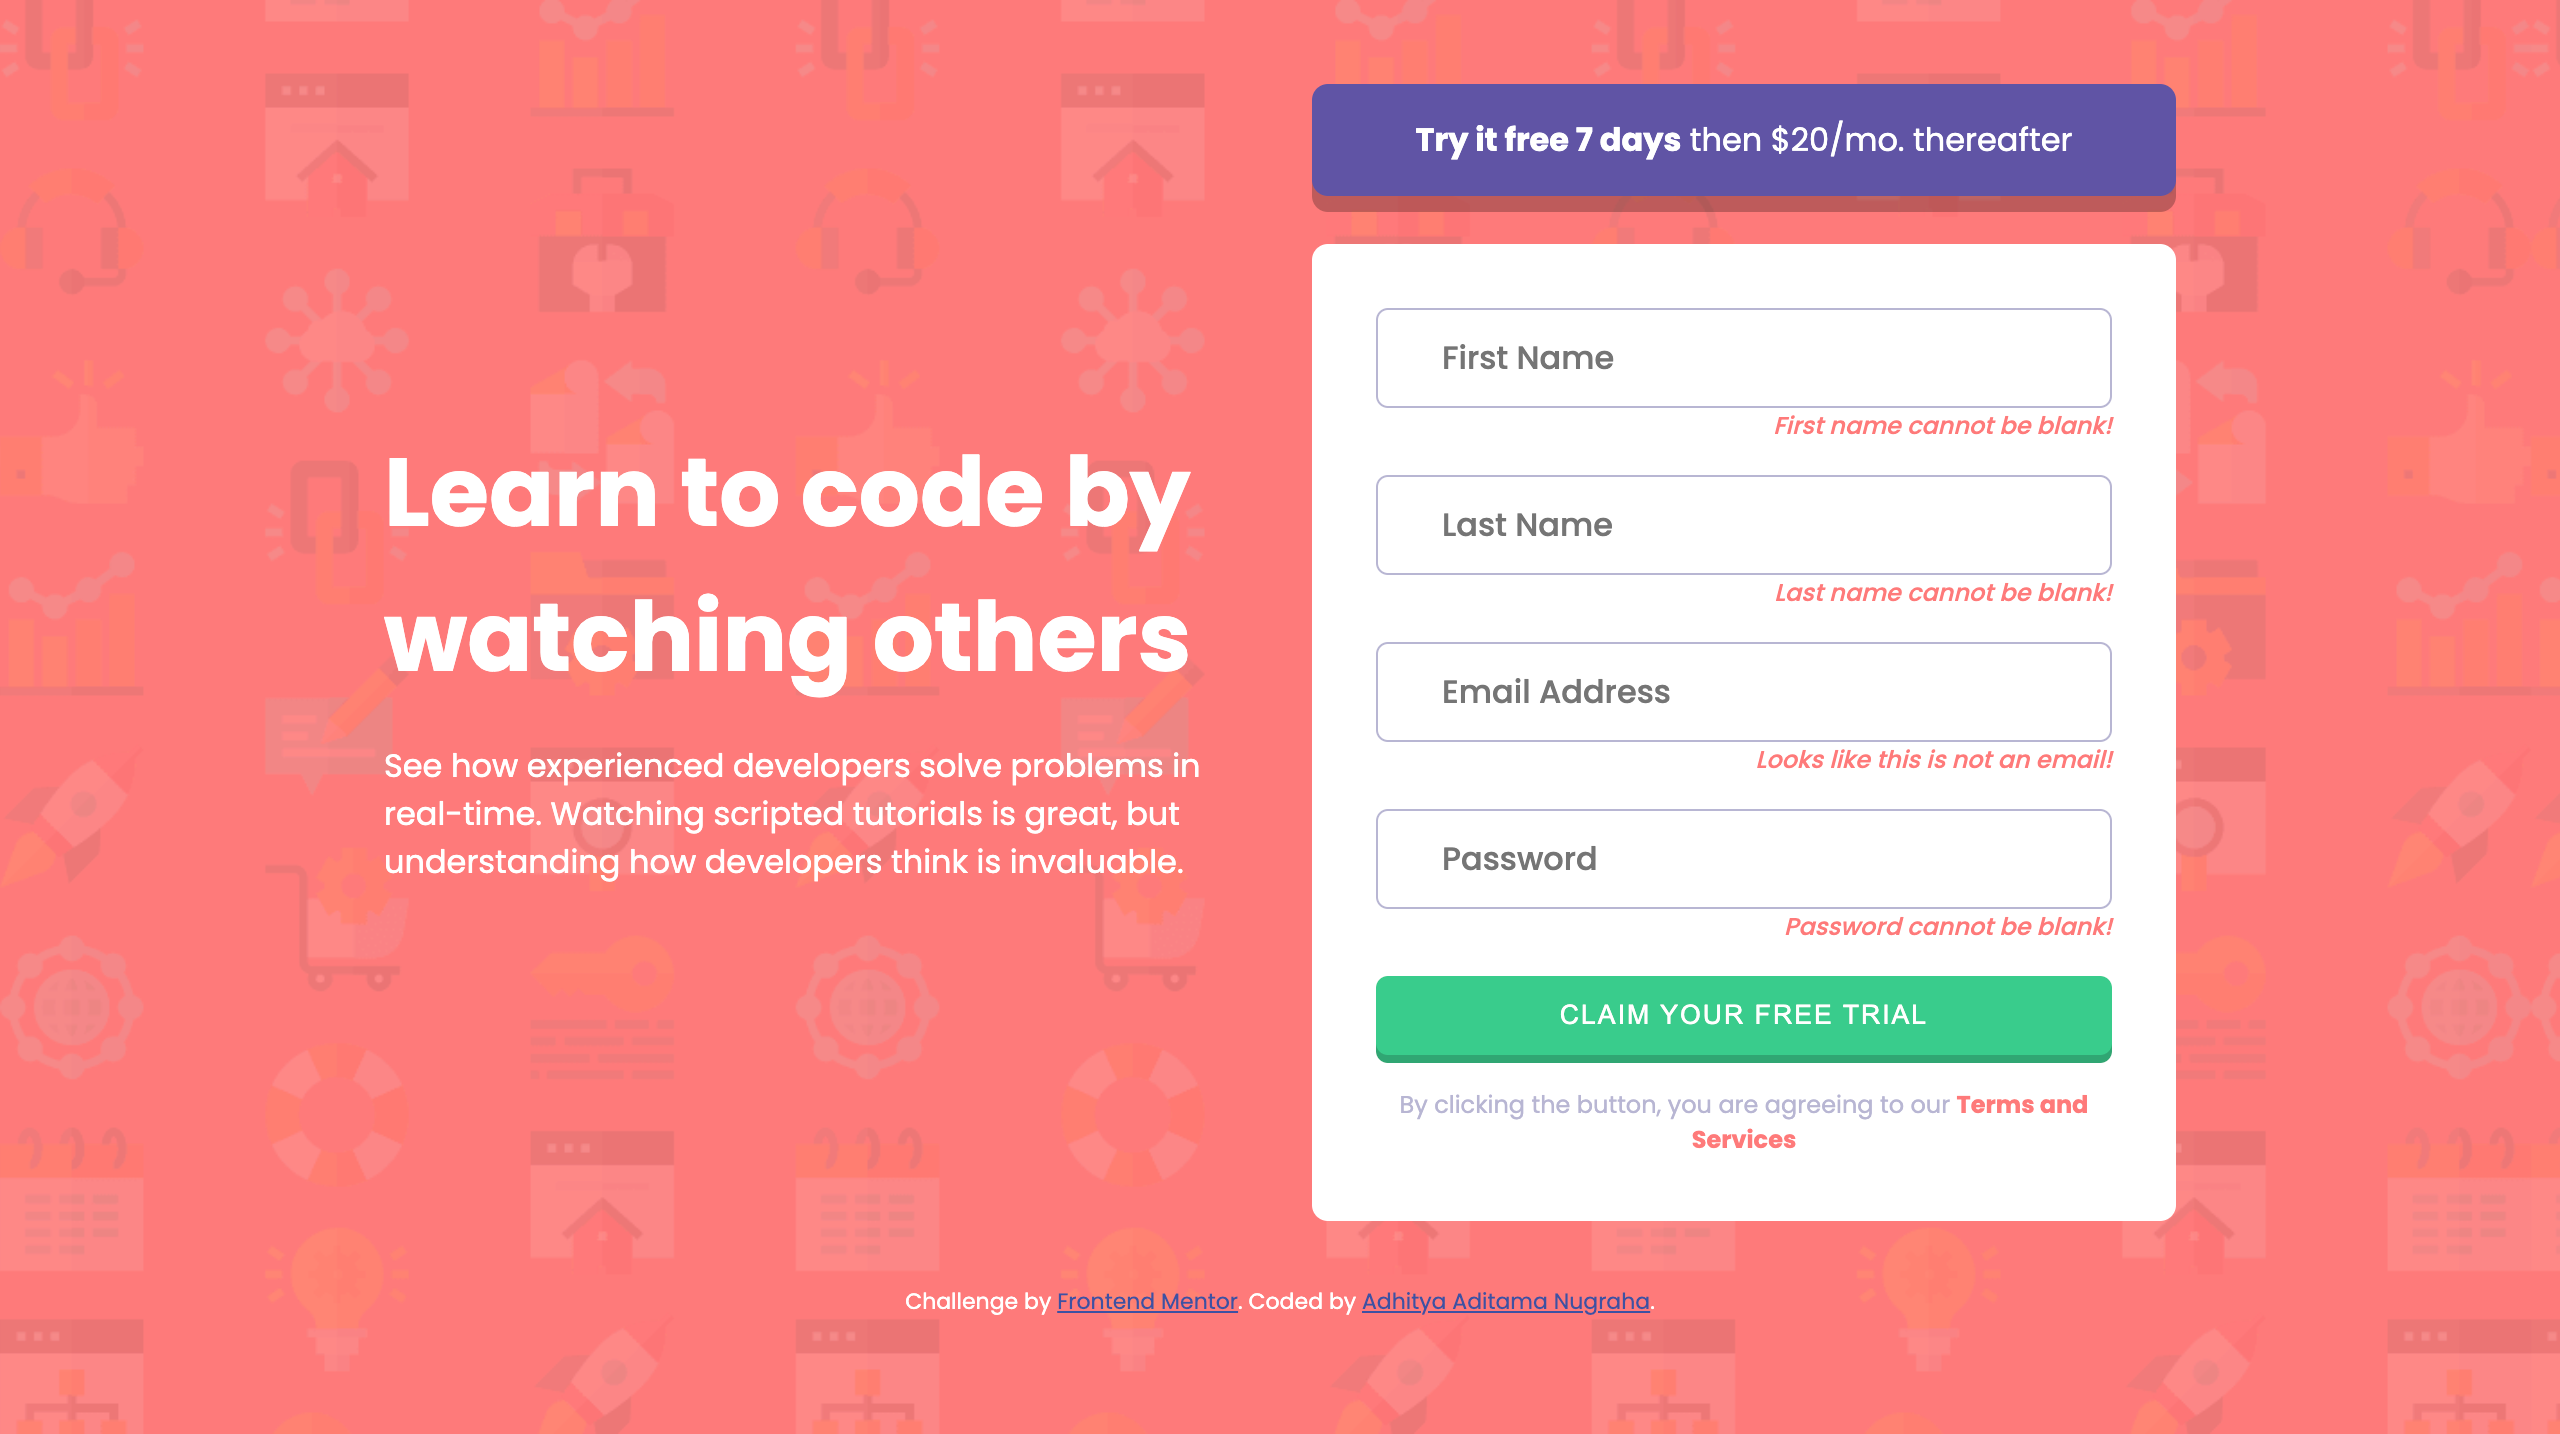 Learn to code by
watching others
See how experienced developers solve problems in
real-time. Watching scripted tutorials is great, but
understanding how developers think is invaluable.
Try it free 7 days then $20/mo. thereafter
First Name
First name cannot be blank!
Last Name
Last name cannot be blank!
Email Address
Looks like this is not an email!
Password
Password cannot be blank!
CLAIM YOUR FREE TRIAL
By clicking the button, you are agreeing to our Terms and
Services
Challenge by Frontend Mentor. Coded by Adhitya Aditama Nugraha.